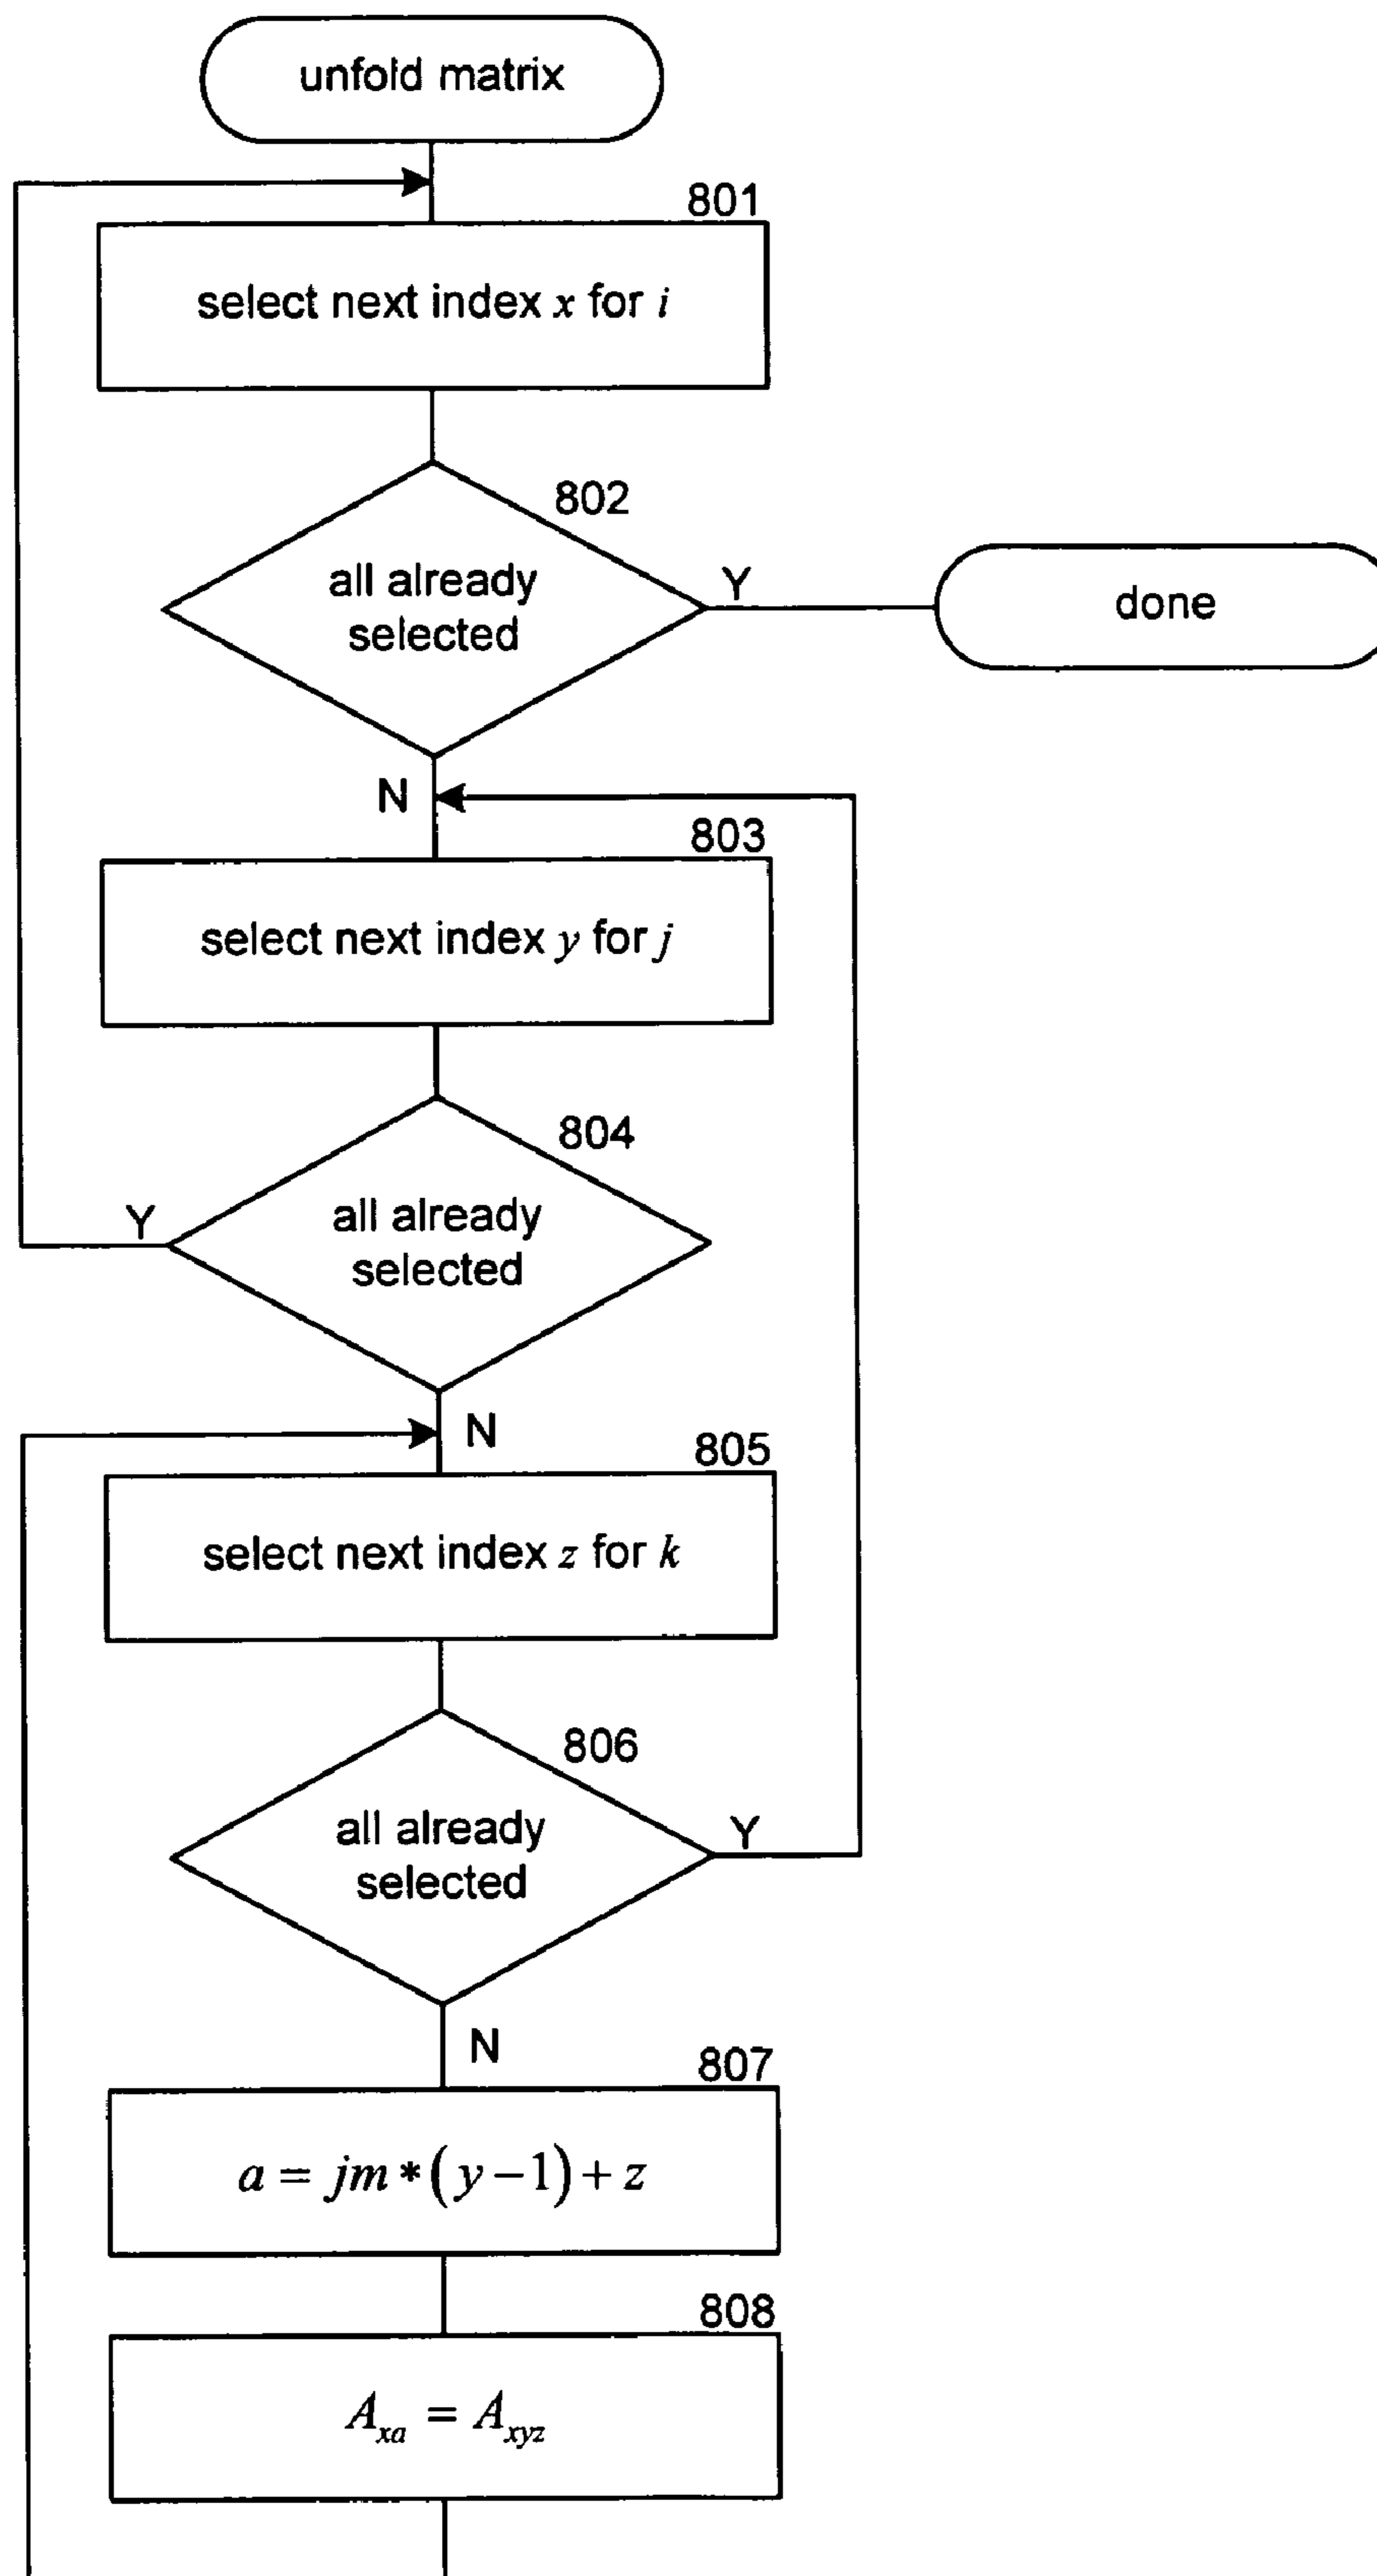 unfold matrix
801
select next index x for i
802
all already
selected
Y
done
N
803
select next index y for j
804
all already
selected
Y
N
805
select next index z for k
806
all already
selected
Y
N
807
a = jm * (y − 1) + z
808
A_xa = A_xyz